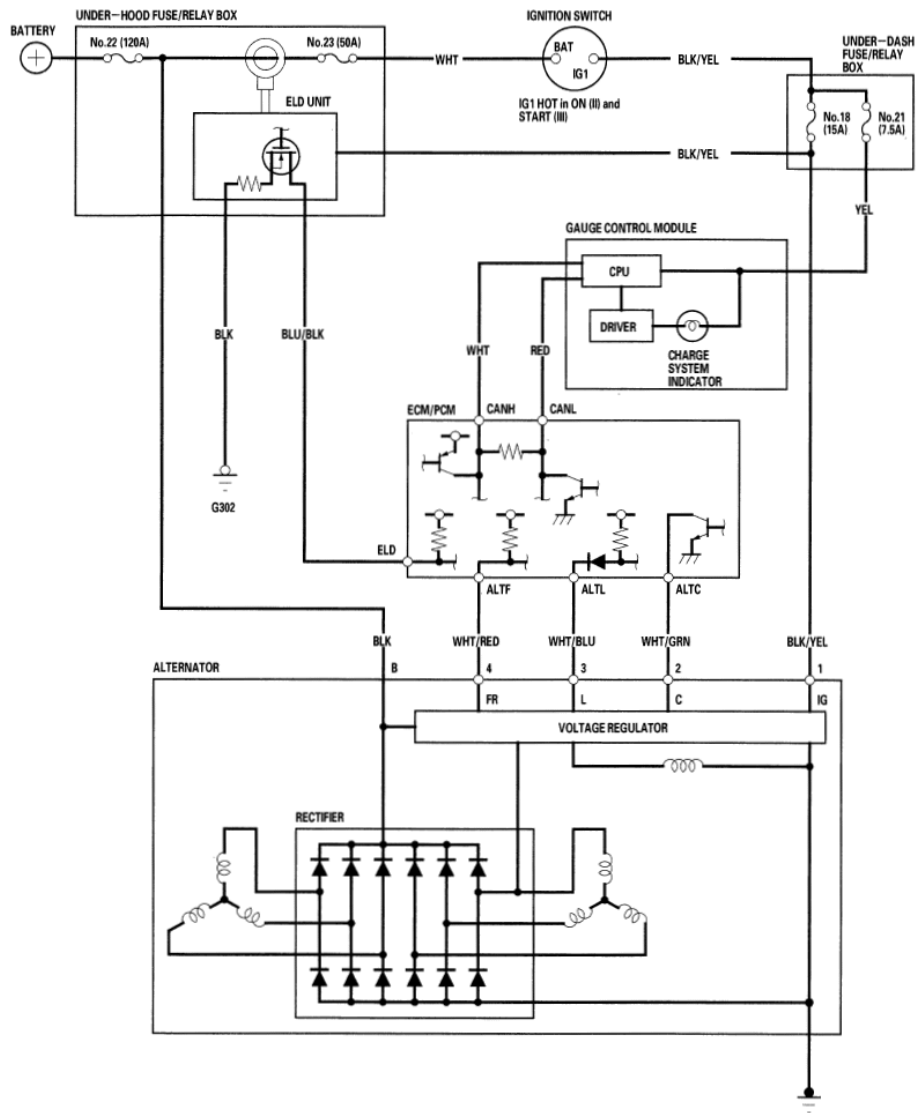 UNDER-HOOD FUSE/RELAY BOX
BATTERY
No.22 (120A)
No.23 (50A)
WHT
IGNITION SWITCH
BAT
IG1
IG1 HOT in ON (II) and
START (III)
BLK/YEL
UNDER-DASH
FUSE/RELAY
BOX
No.18
(15A)
No.21
(7.5A)
ELD UNIT
BLK/YEL
YEL
GAUGE CONTROL MODULE
CPU
DRIVER
CHARGE
SYSTEM
INDICATOR
BLK
BLU/BLK
WHT
RED
G302
ECM/PCM
CANH
CANL
ELD
ALTF
ALTL
ALTC
BLK
WHT/RED
WHT/BLU
WHT/GRN
BLK/YEL
ALTERNATOR
B
4
3
2
1
FR
L
C
IG
VOLTAGE REGULATOR
RECTIFIER